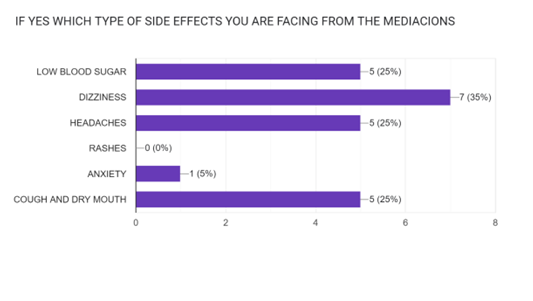 IF YES WHICH TYPE OF SIDE EFFECTS YOU ARE FACING FROM THE MEDIACIONS
LOW BLOOD SUGAR 5 (25%)
DIZZINESS 7 (35%)
HEADACHES 5 (25%)
RASHES 0 (0%)
ANXIETY 1 (5%)
COUGH AND DRY MOUTH 5 (25%)
0 2 4 6 8